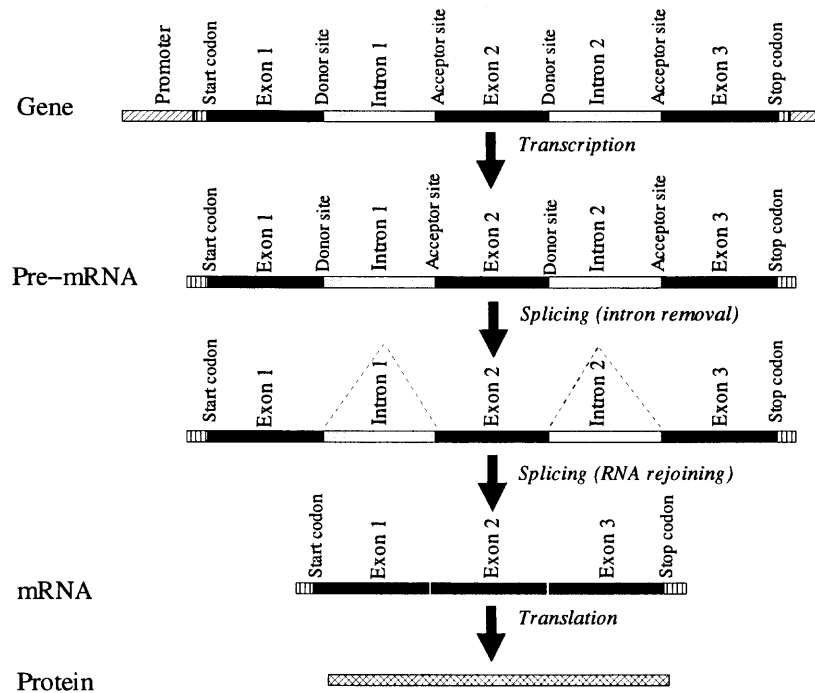 Promoter
Start codon
Exon 1
Donor site
Intron 1
Acceptor site
Exon 2
Donor site
Intron 2
Acceptor site
Exon 3
Stop codon
Gene
Transcription
Start codon
Exon 1
Donor site
Intron 1
Acceptor site
Exon 2
Donor site
Intron 2
Acceptor site
Exon 3
Stop codon
Pre-mRNA
Splicing (intron removal)
Start codon
Exon 1
Intron 1
Exon 2
Intron 2
Exon 3
Stop codon
Splicing (RNA rejoining)
Start codon
Exon 1
Exon 2
Exon 3
Stop codon
mRNA
Translation
Protein